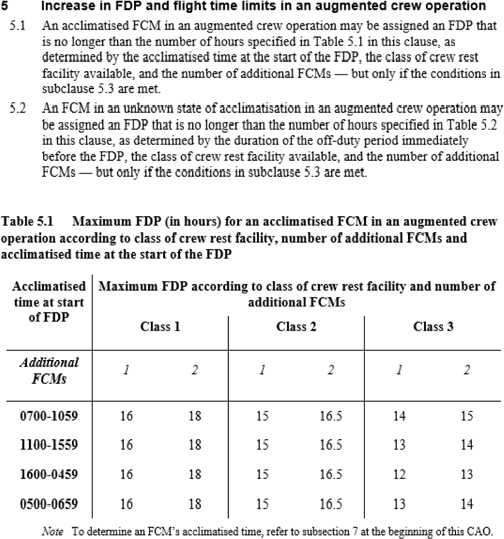 5 Increase in FDP and flight time limits in an augmented crew operation
5.1 An acclimatised FCM in an augmented crew operation may be assigned an FDP that
is no longer than the number of hours specified in Table 5.1 in this clause, as
determined by the acclimatised time at the start of the FDP, the class of crew rest
facility available, and the number of additional FCMs — but only if the conditions in
subclause 5.3 are met.
5.2 An FCM in an unknown state of acclimatisation in an augmented crew operation may
be assigned an FDP that is no longer than the number of hours specified in Table 5.2
in this clause, as determined by the duration of the off-duty period immediately
before the FDP, the class of crew rest facility available, and the number of additional
FCMs — but only if the conditions in subclause 5.3 are met.
Table 5.1 Maximum FDP (in hours) for an acclimatised FCM in an augmented crew
operation according to class of crew rest facility, number of additional FCMs and
acclimatised time at the start of the FDP
Acclimatised Maximum FDP according to class of crew rest facility and number of
time at start additional FCMs
of FDP Class 1 Class 2 Class 3
Additional 1 2 1 2 1 2
FCMs
0700-1059 16 18 15 16.5 14 15
1100-1559 16 18 15 16.5 13 14
1600-0459 16 18 15 16.5 12 13
0500-0659 16 18 15 16.5 13 14
Note To determine an FCM's acclimatised time, refer to subsection 7 at the beginning of this CAO.